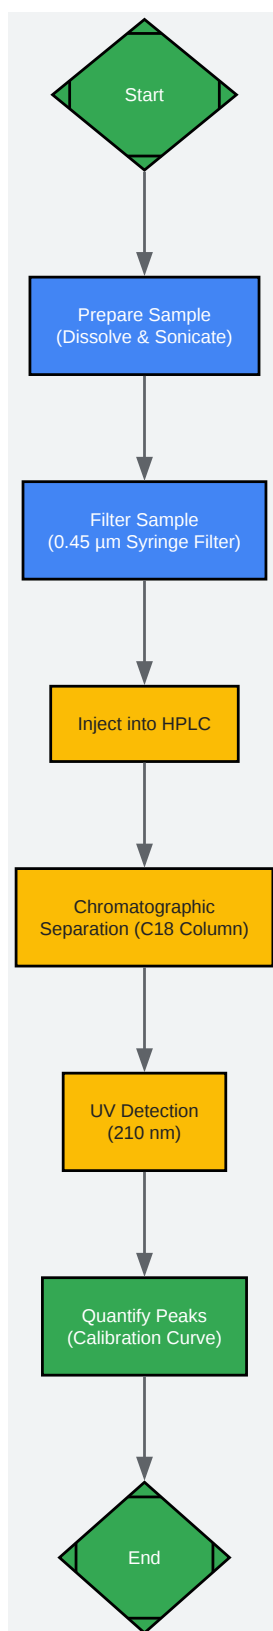 Start
Prepare Sample
(Dissolve & Sonicate)
Filter Sample
(0.45 µm Syringe Filter)
Inject into HPLC
Chromatographic
Separation (C18 Column)
UV Detection
(210 nm)
Quantify Peaks
(Calibration Curve)
End